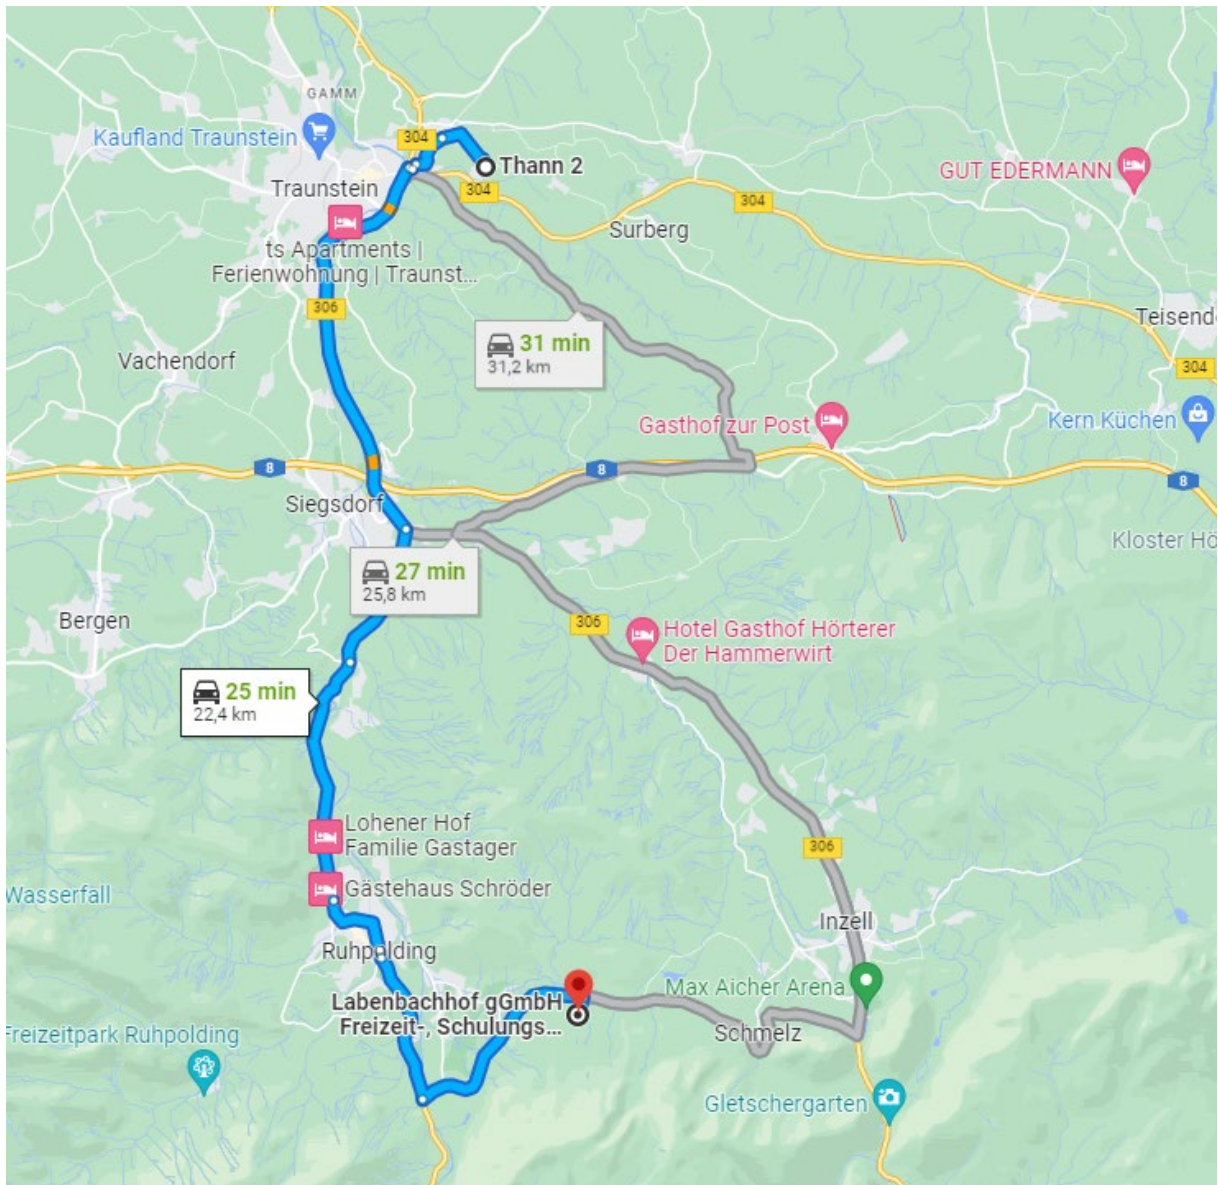 GAMM
304
Kaufland Traunstein
Thann 2
GUT EDERMANN
Traunstein
304
304
Surberg
ts Apartments |
Ferienwohnung | Traunst...
306
Teisend
31 min
31,2 km
Vachendorf
304
Gasthof zur Post
Kern Küchen
8
8
8
Siegsdorf
Kloster Hö
27 min
25,8 km
Bergen
306
Hotel Gasthof Hörterer
Der Hammerwirt
25 min
22,4 km
Lohener Hof
Familie Gastager
306
Gästehaus Schröder
Wasserfall
Inzell
Ruhpolding
Max Aicher Arena
Labenbachhof gGmbH
Freizeit-, Schulungs...
Schmelz
Freizeitpark Ruhpolding
Gletschergarten